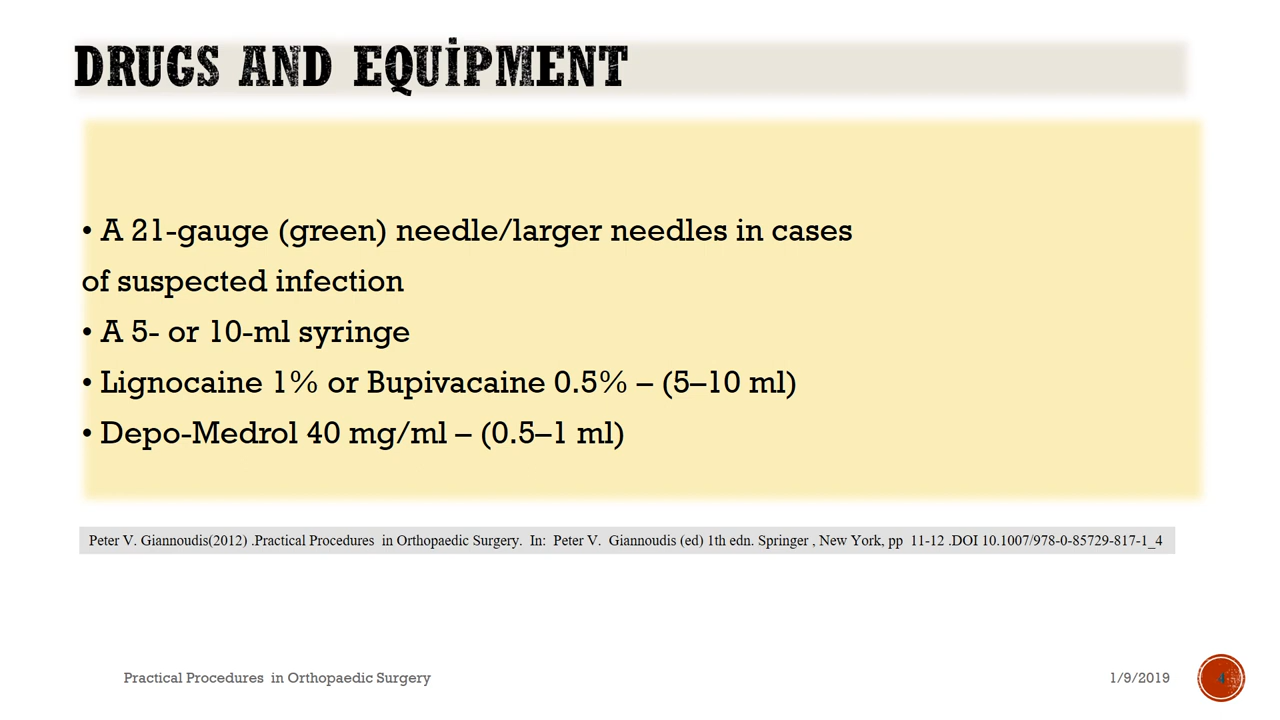 DRUGS AND EQUİPMENT
• A 21-gauge (green) needle/larger needles in cases
of suspected infection
• A 5- or 10-ml syringe
• Lignocaine 1% or Bupivacaine 0.5% – (5–10 ml)
• Depo-Medrol 40 mg/ml – (0.5–1 ml)
Peter V. Giannoudis(2012) .Practical Procedures in Orthopaedic Surgery. In: Peter V. Giannoudis (ed) 1th edn. Springer , New York, pp 11-12 .DOI 10.1007/978-0-85729-817-1_4
Practical Procedures in Orthopaedic Surgery
1/9/2019
4